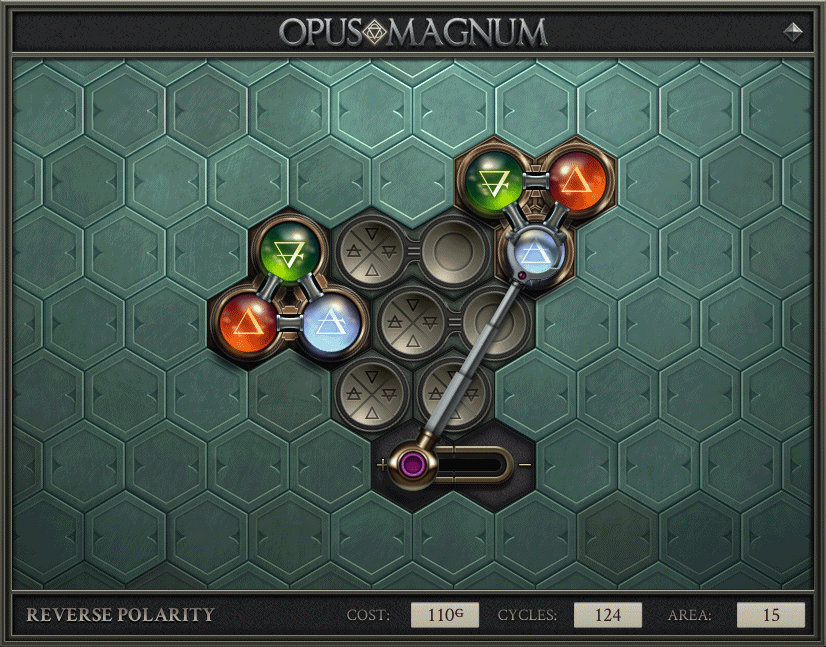 OPUS MAGNUM
+ −
REVERSE POLARITY COST: 110G CYCLES: 124 AREA: 15